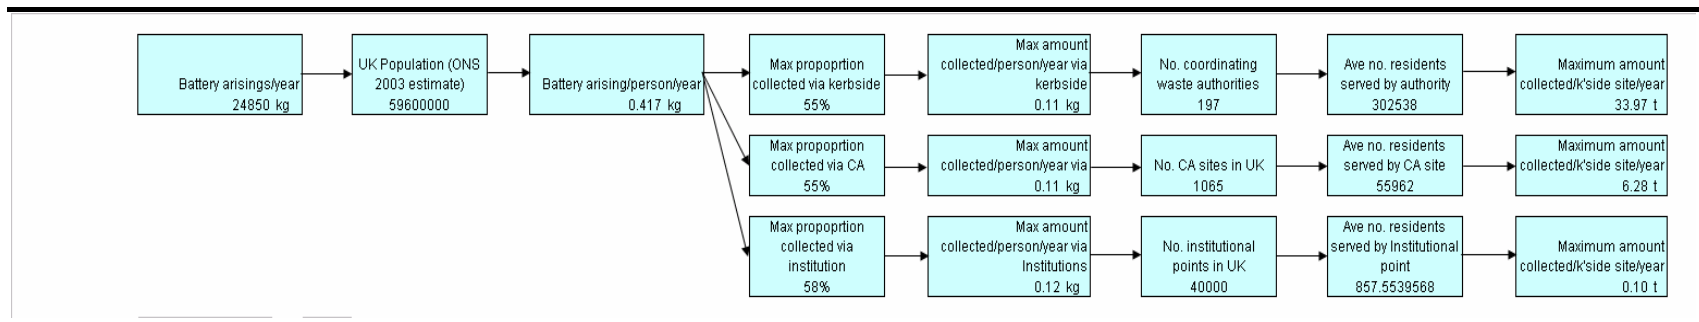 Battery arisings/year
24850 kg
UK Population (ONS
2003 estimate)
59600000
Battery arising/person/year
0.417 kg
Max propoprtion
collected via kerbside
55%
Max amount
collected/person/year via
kerbside
0.11 kg
No. coordinating
waste authorities
197
Ave no. residents
served by authority
302538
Maximum amount
collected/k'side site/year
33.97 t
Max propoprtion
collected via CA
55%
Max amount
collected/person/year via
0.11 kg
No. CA sites in UK
1065
Ave no. residents
served by CA site
55962
Maximum amount
collected/k'side site/year
6.28 t
Max propoprtion
collected via
institution
58%
Max amount
collected/person/year via
Institutions
0.12 kg
No. institutional
points in UK
40000
Ave no. residents
served by Institutional
point
857.5539568
Maximum amount
collected/k'side site/year
0.10 t